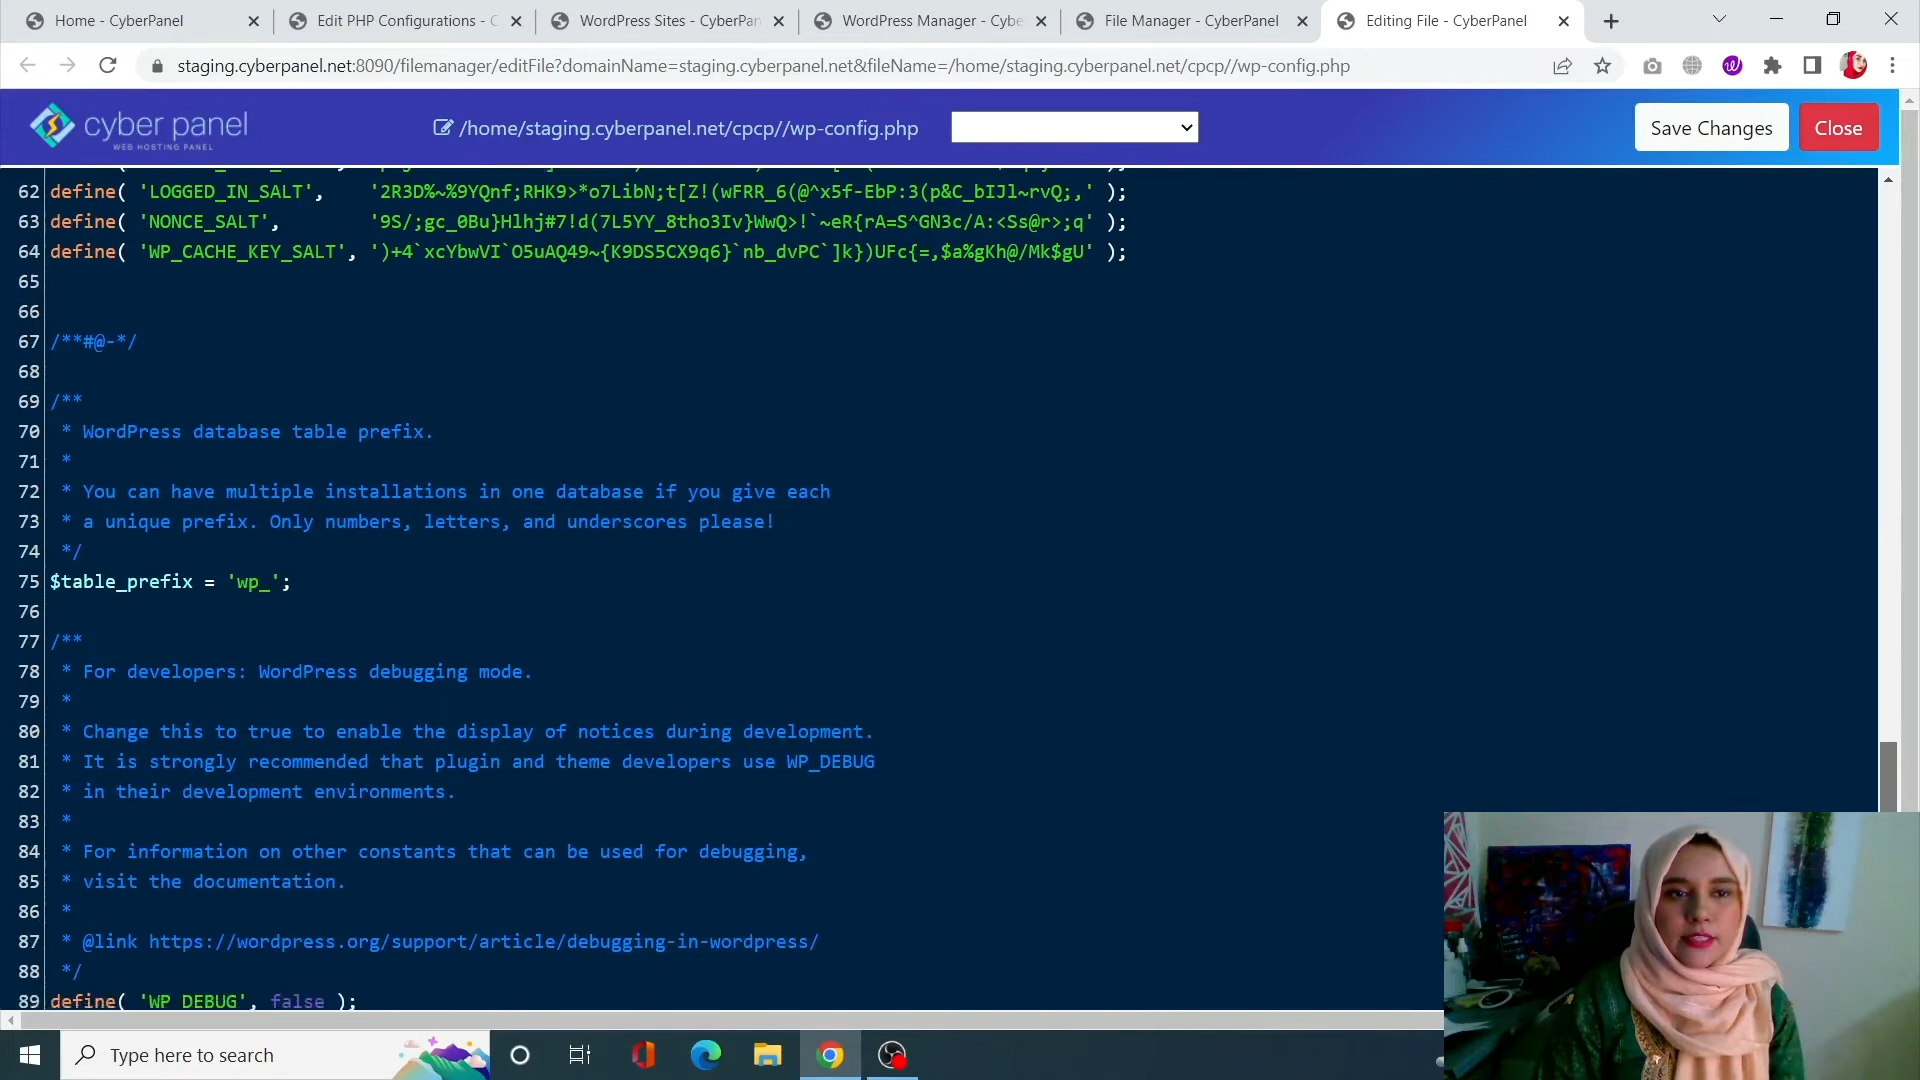 Home - CyberPanel
Edit PHP Configurations - C
WordPress Sites - CyberPan
WordPress Manager - Cybe
File Manager - CyberPanel
Editing File - CyberPanel
staging.cyberpanel.net:8090/filemanager/editFile?domainName=staging.cyberpanel.net&fileName=/home/staging.cyberpanel.net/cpcp//wp-config.php
cyber panel
WEB HOSTING PANEL
/home/staging.cyberpanel.net/cpcp//wp-config.php
Save Changes
Close
62 define( 'LOGGED_IN_SALT', '2R3D%~%9YQnf;RHK9>*o7LibN;t[Z!(wFRR_6(@^x5f-EbP:3(p&C_bIJl~rvQ;,' );
63 define( 'NONCE_SALT', '9S/;gc_0Bu}Hlhj#7!d(7L5YY_8tho3Iv}WwQ>!`~eR{rA=S^GN3c/A:<Ss@r>;q' );
64 define( 'WP_CACHE_KEY_SALT', ')+4`xcYbwVI`O5uAQ49~{K9DS5CX9q6}`nb_dvPC`]k})UFc{=,$a%gKh@/Mk$gU' );
65
66
67 /**#@-*/
68
69 /**
70 * WordPress database table prefix.
71 *
72 * You can have multiple installations in one database if you give each
73 * a unique prefix. Only numbers, letters, and underscores please!
74 */
75 $table_prefix = 'wp_';
76
77 /**
78 * For developers: WordPress debugging mode.
79 *
80 * Change this to true to enable the display of notices during development.
81 * It is strongly recommended that plugin and theme developers use WP_DEBUG
82 * in their development environments.
83 *
84 * For information on other constants that can be used for debugging,
85 * visit the documentation.
86 *
87 * @link https://wordpress.org/support/article/debugging-in-wordpress/
88 */
89 define( 'WP_DEBUG', false );
Type here to search